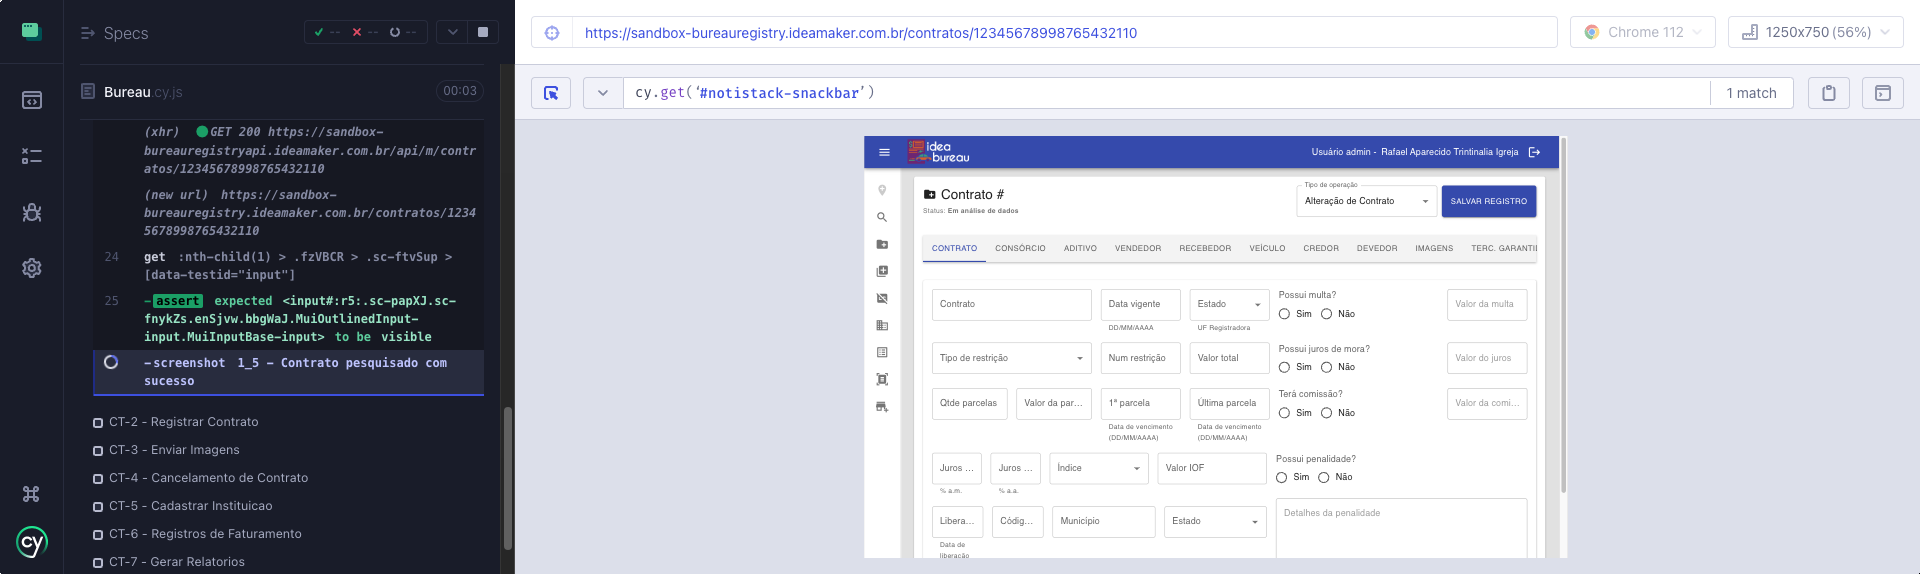 Specs
-- -- --
Bureau.cy.js
00:03
(xhr) GET 200 https://sandbox-
bureauregistryapi.ideamaker.com.br/api/m/contr
atos/12345678998765432110
(new url) https://sandbox-
bureauregistry.ideamaker.com.br/contratos/1234
5678998765432110
24 get :nth-child(1) > .fzVBCR > .sc-ftvSup >
[data-testid="input"]
25 -assert expected <input#:r5:.sc-papXJ.sc-
fnykZs.enSjvw.bbgWaJ.MuiOutlinedInput-
input.MuiInputBase-input> to be visible
-screenshot 1_5 - Contrato pesquisado com
sucesso
CT-2 - Registrar Contrato
CT-3 - Enviar Imagens
CT-4 - Cancelamento de Contrato
CT-5 - Cadastrar Instituicao
CT-6 - Registros de Faturamento
CT-7 - Gerar Relatorios
cy
https://sandbox-bureauregistry.ideamaker.com.br/contratos/12345678998765432110
Chrome 112
1250x750 (56%)
cy.get('#notistack-snackbar')
1 match
idea
bureau
Usuário admin - Rafael Aparecido Trintinalia Igreja
Contrato #
Status: Em análise de dados
Tipo de operação
Alteração de Contrato
SALVAR REGISTRO
CONTRATO CONSÓRCIO ADITIVO VENDEDOR RECEBEDOR VEÍCULO CREDOR DEVEDOR IMAGENS TERC. GARANTI
Contrato
Data vigente
DD/MM/AAAA
Estado
UF Registradora
Possui multa?
Sim Não
Valor da multa
Tipo de restrição
Num restrição
Valor total
Possui juros de mora?
Sim Não
Valor do juros
Qtde parcelas
Valor da par...
1ª parcela
Data de vencimento
(DD/MM/AAAA)
Última parcela
Data de vencimento
(DD/MM/AAAA)
Terá comissão?
Sim Não
Valor da comi...
Juros ...
% a.m.
Juros ...
% a.a.
Índice
Valor IOF
Possui penalidade?
Sim Não
Libera...
Data de
liberação
Códig...
Município
Estado
Detalhes da penalidade